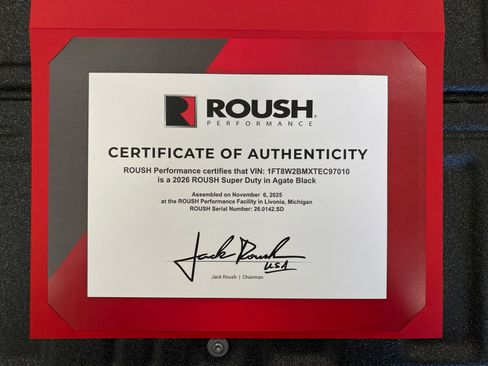 ROUSH
PERFORMANCE
CERTIFICATE OF AUTHENTICITY
ROUSH Performance certifies that VIN: 1FT8W2BMXTEC97010
is a 2026 ROUSH Super Duty in Agate Black
Assembled on November 6, 2025
at the ROUSH Performance Facility in Livonia, Michigan
ROUSH Serial Number: 26.0142.SD
Jack Roush
USA
Jack Roush | Chairman